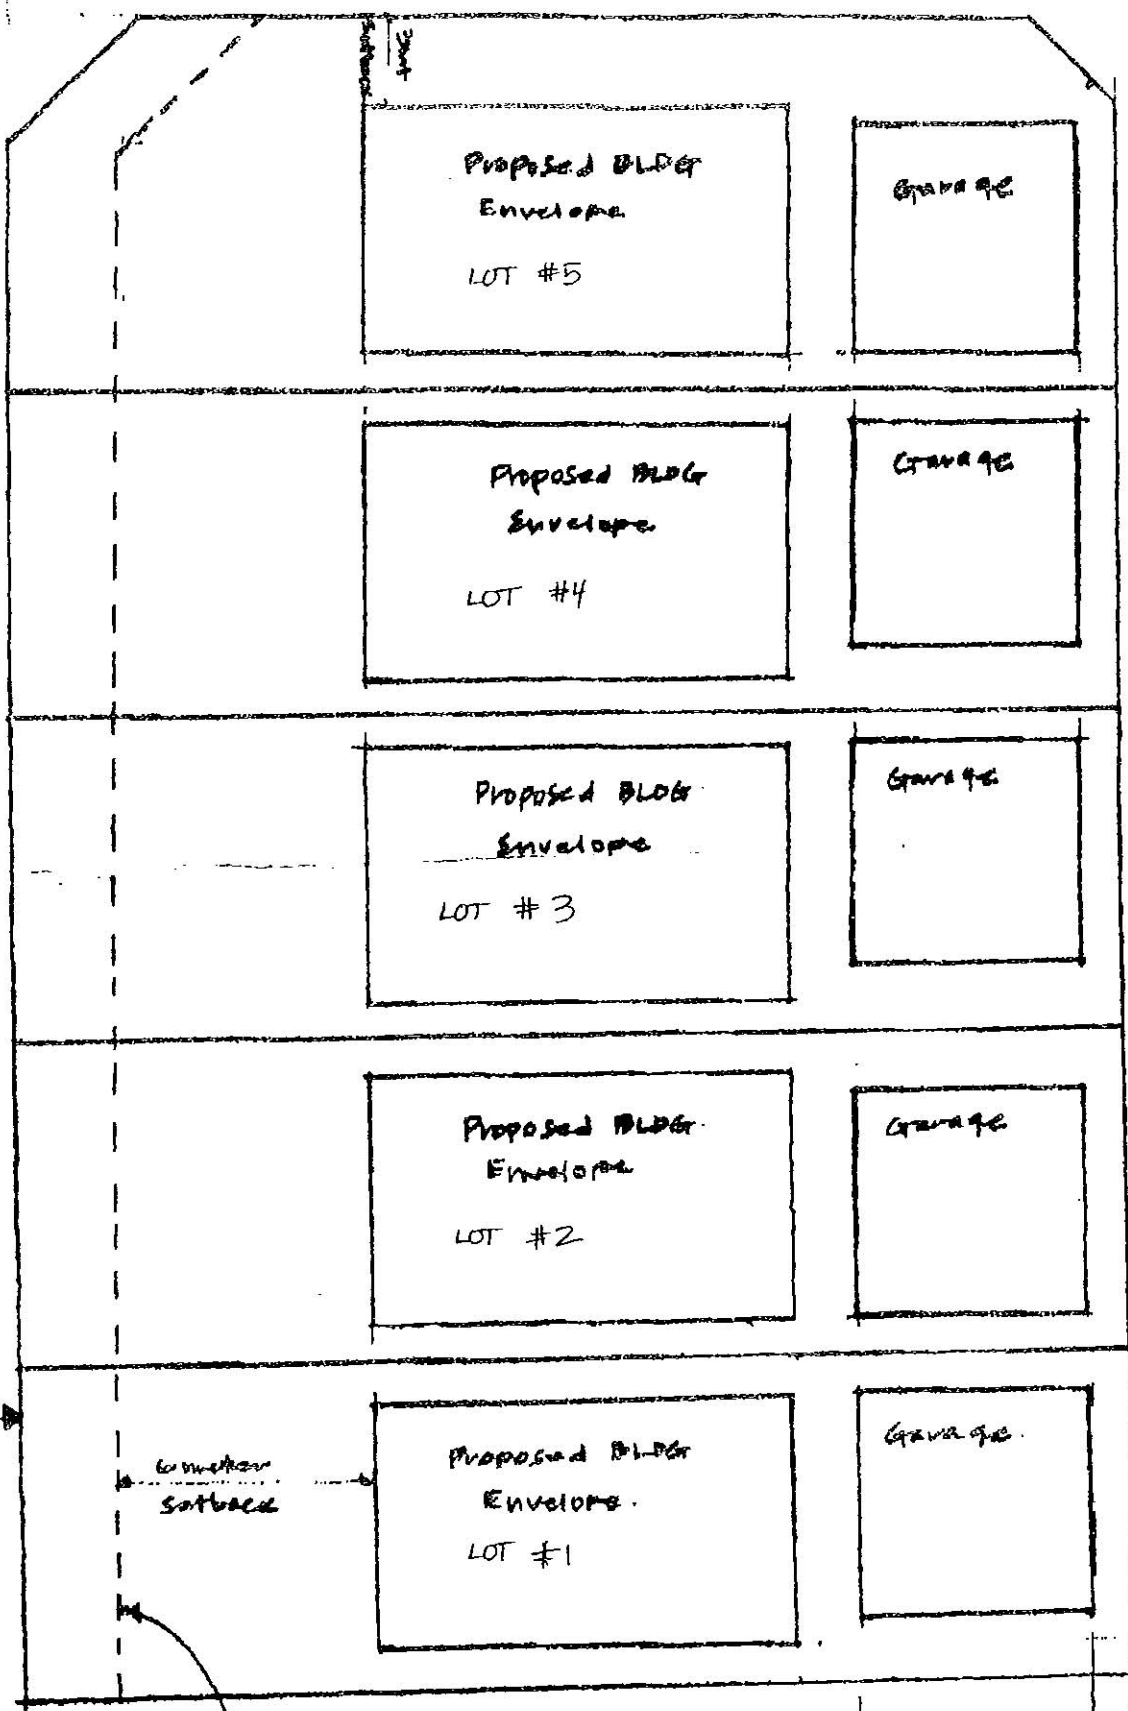 Proposed BLDG
Envelope
LOT #5
Garage
Proposed BLDG
Envelope
LOT #4
Garage
Proposed BLDG
Envelope
LOT #3
Garage
Proposed BLDG
Envelope
LOT #2
Garage
Proposed BLDG
Envelope.
LOT #1
Garage.
setback